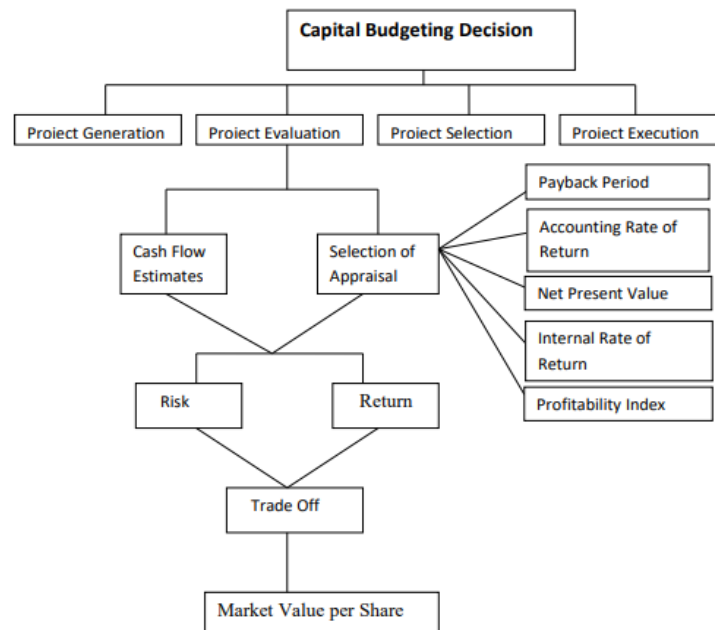 Capital Budgeting Decision
Proiect Generation
Proiect Evaluation
Proiect Selection
Proiect Execution
Payback Period
Cash Flow
Estimates
Selection of
Appraisal
Accounting Rate of
Return
Net Present Value
Internal Rate of
Return
Profitability Index
Risk
Return
Trade Off
Market Value per Share